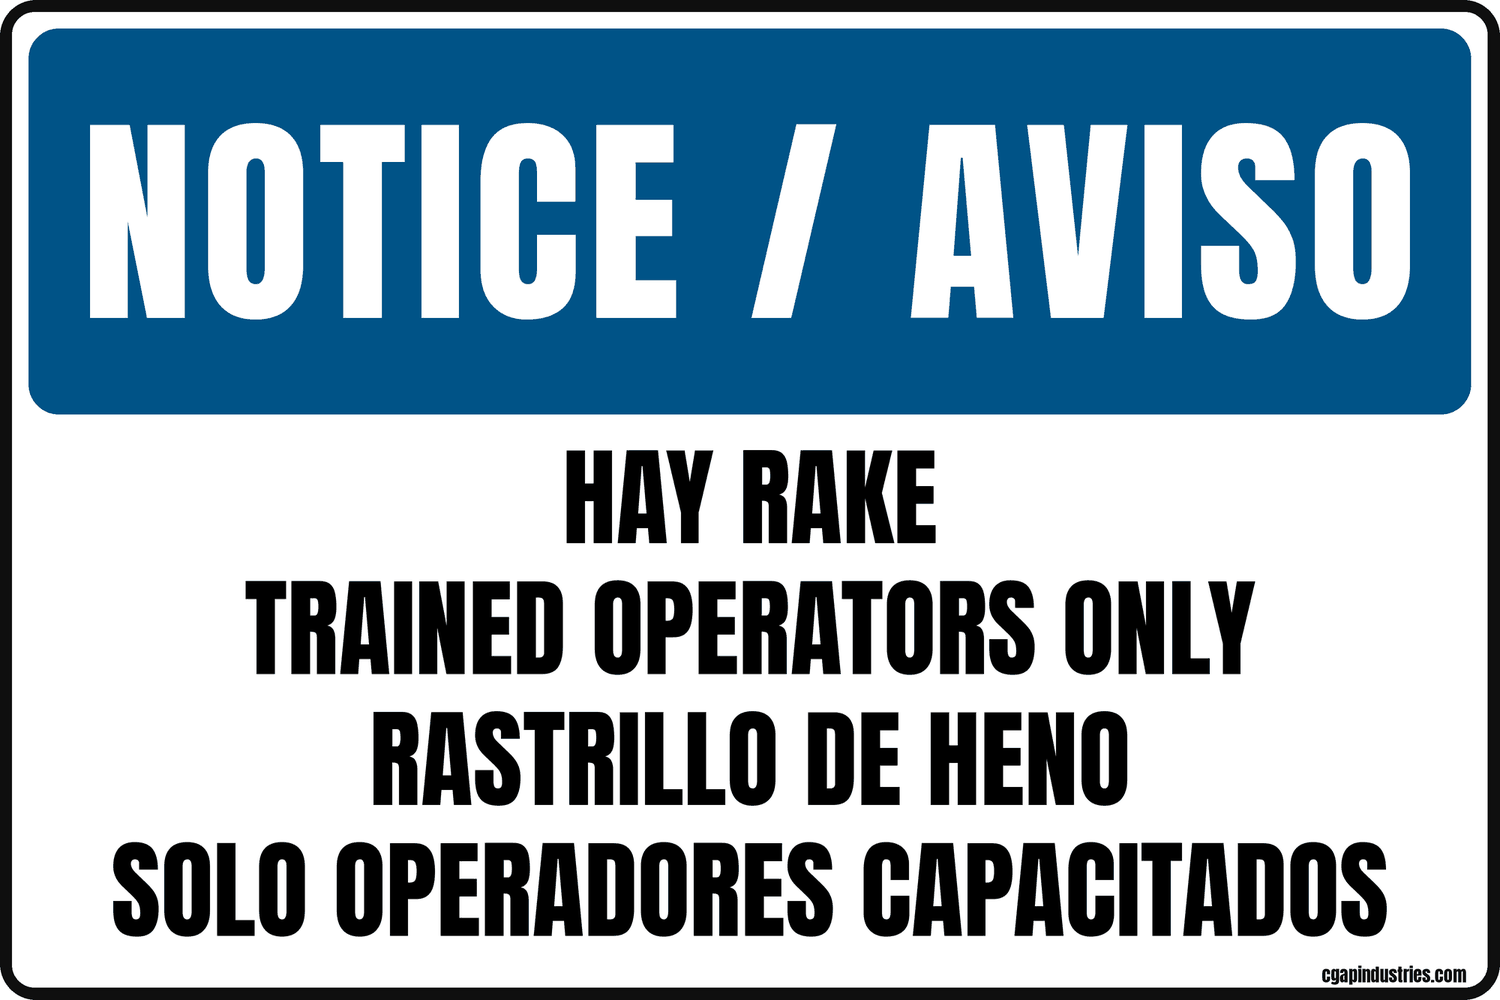 NOTICE / AVISO
HAY RAKE
TRAINED OPERATORS ONLY
RASTRILLO DE HENO
SOLO OPERADORES CAPACITADOS
cgapindustries.com